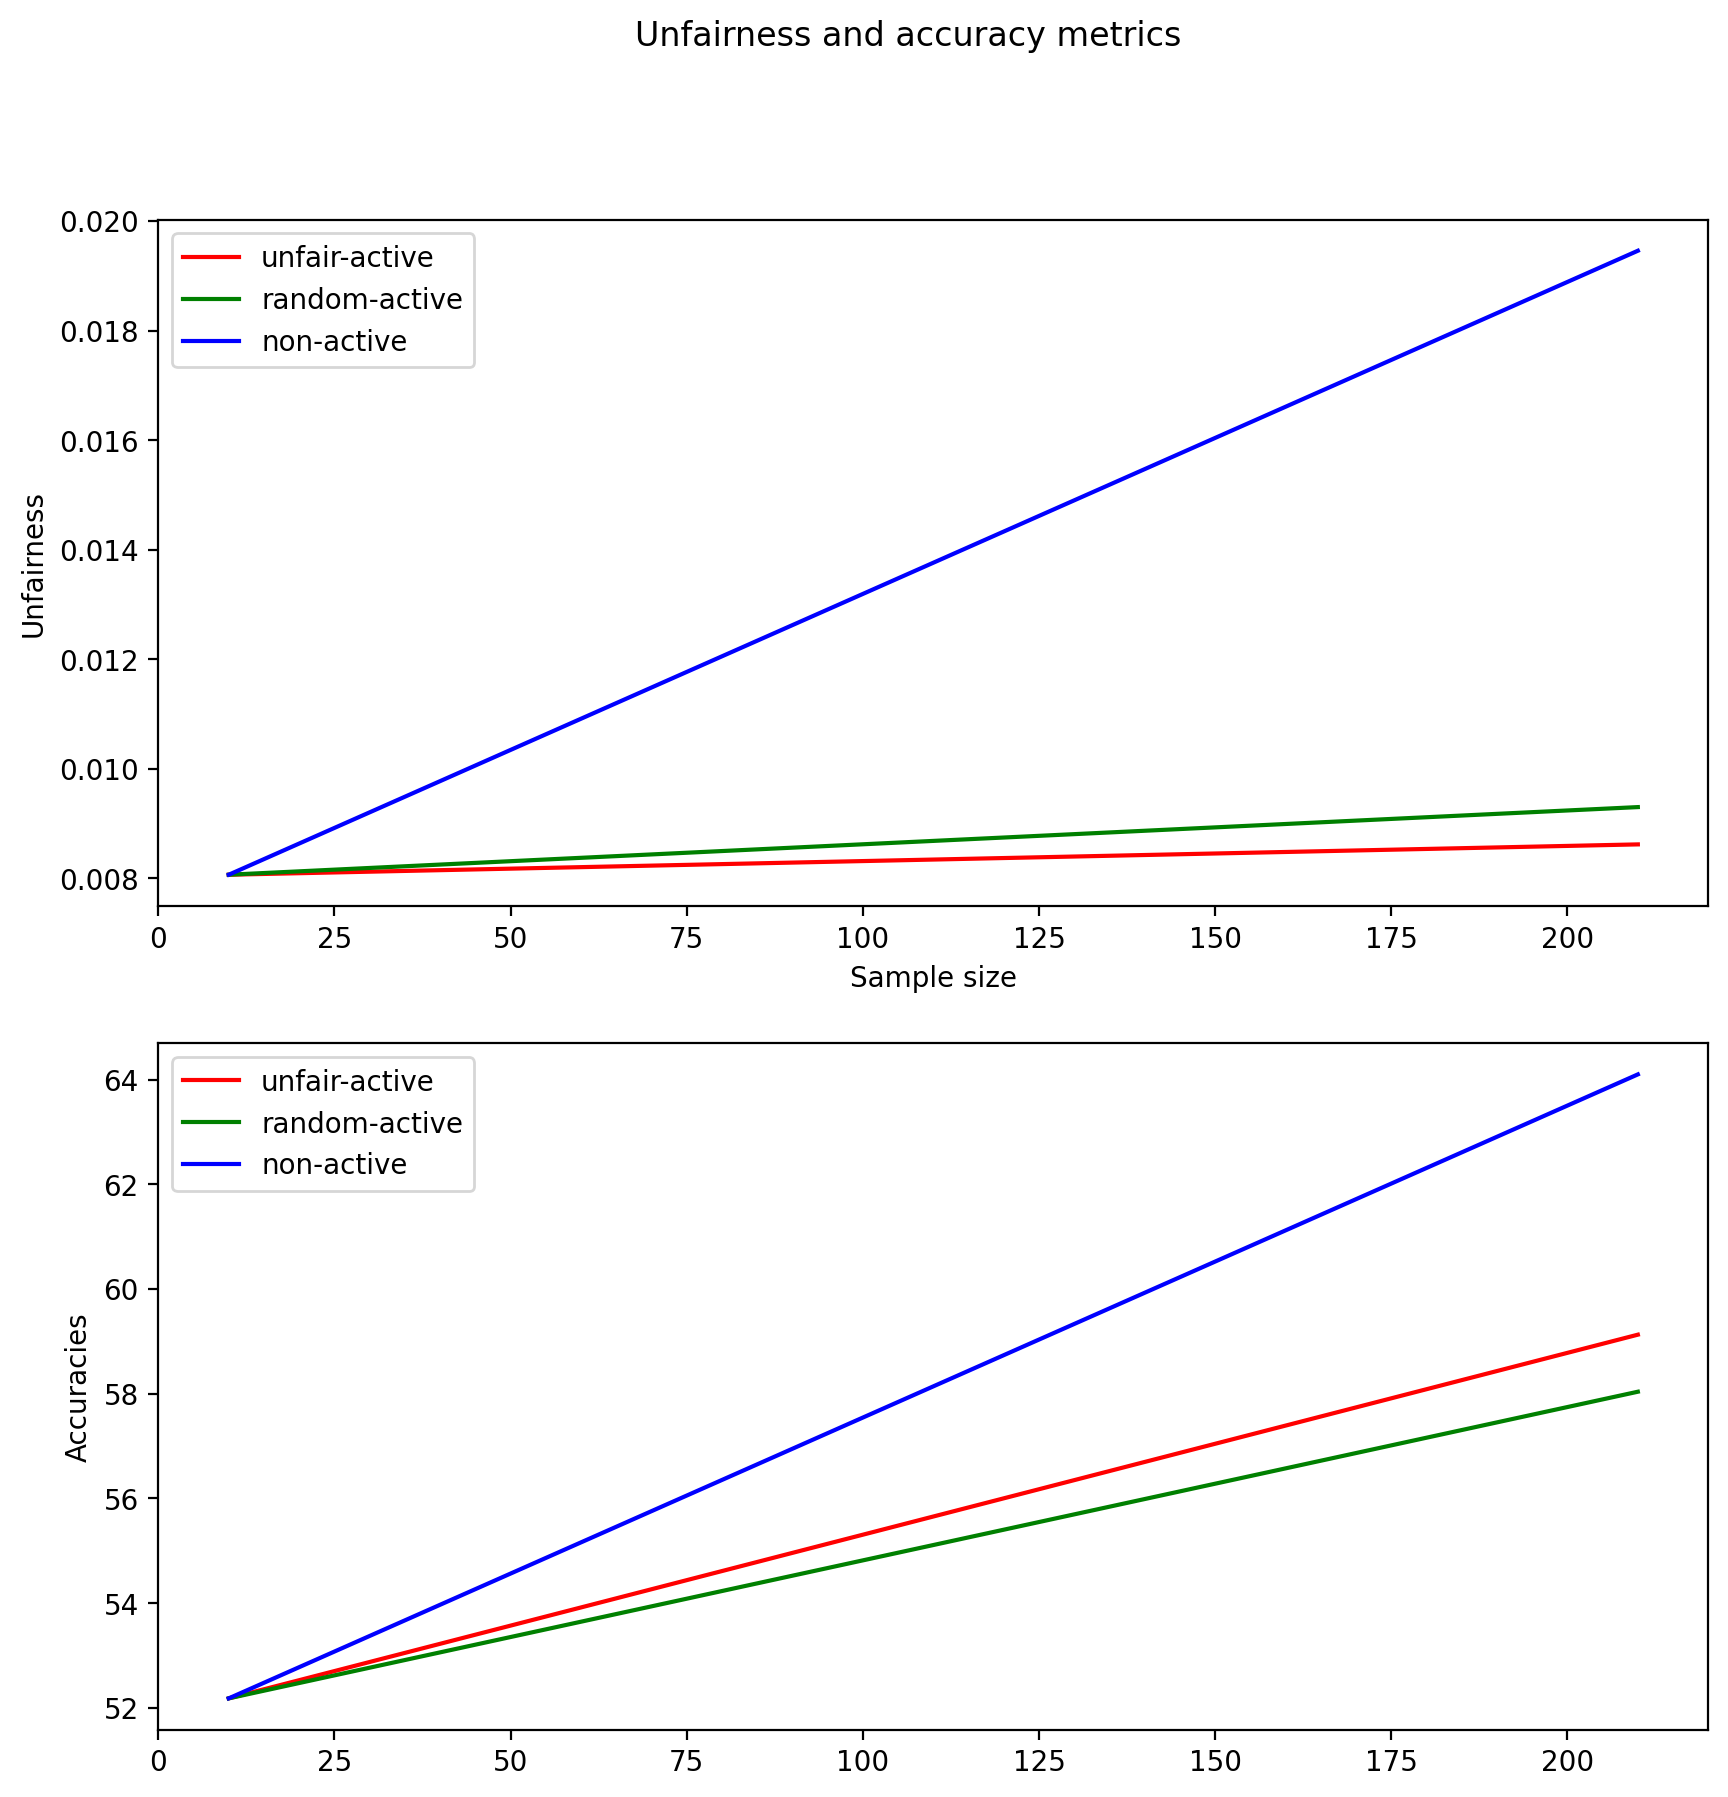 Unfairness and accuracy metrics
0.020
0.018
0.016
0.014
0.012
0.010
0.008
Unfairness
unfair-active
random-active
non-active
0 25 50 75 100 125 150 175 200
Sample size
64
62
60
58
56
54
52
Accuracies
unfair-active
random-active
non-active
0 25 50 75 100 125 150 175 200